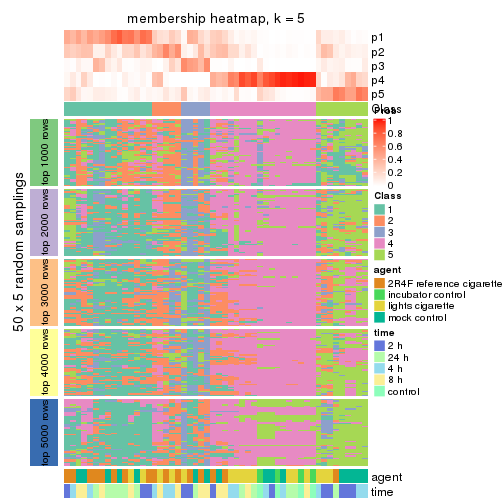 membership heatmap, k = 5
p1
p2
p3
p4
p5
Class
50 x 5 random samplings
top 1000 rows
top 2000 rows
top 3000 rows
top 4000 rows
top 5000 rows
Prob
1
0.8
0.6
0.4
0.2
0
Class
1
2
3
4
5
agent
2R4F reference cigarette
incubator control
lights cigarette
mock control
time
2 h
24 h
4 h
8 h
control
agent
time